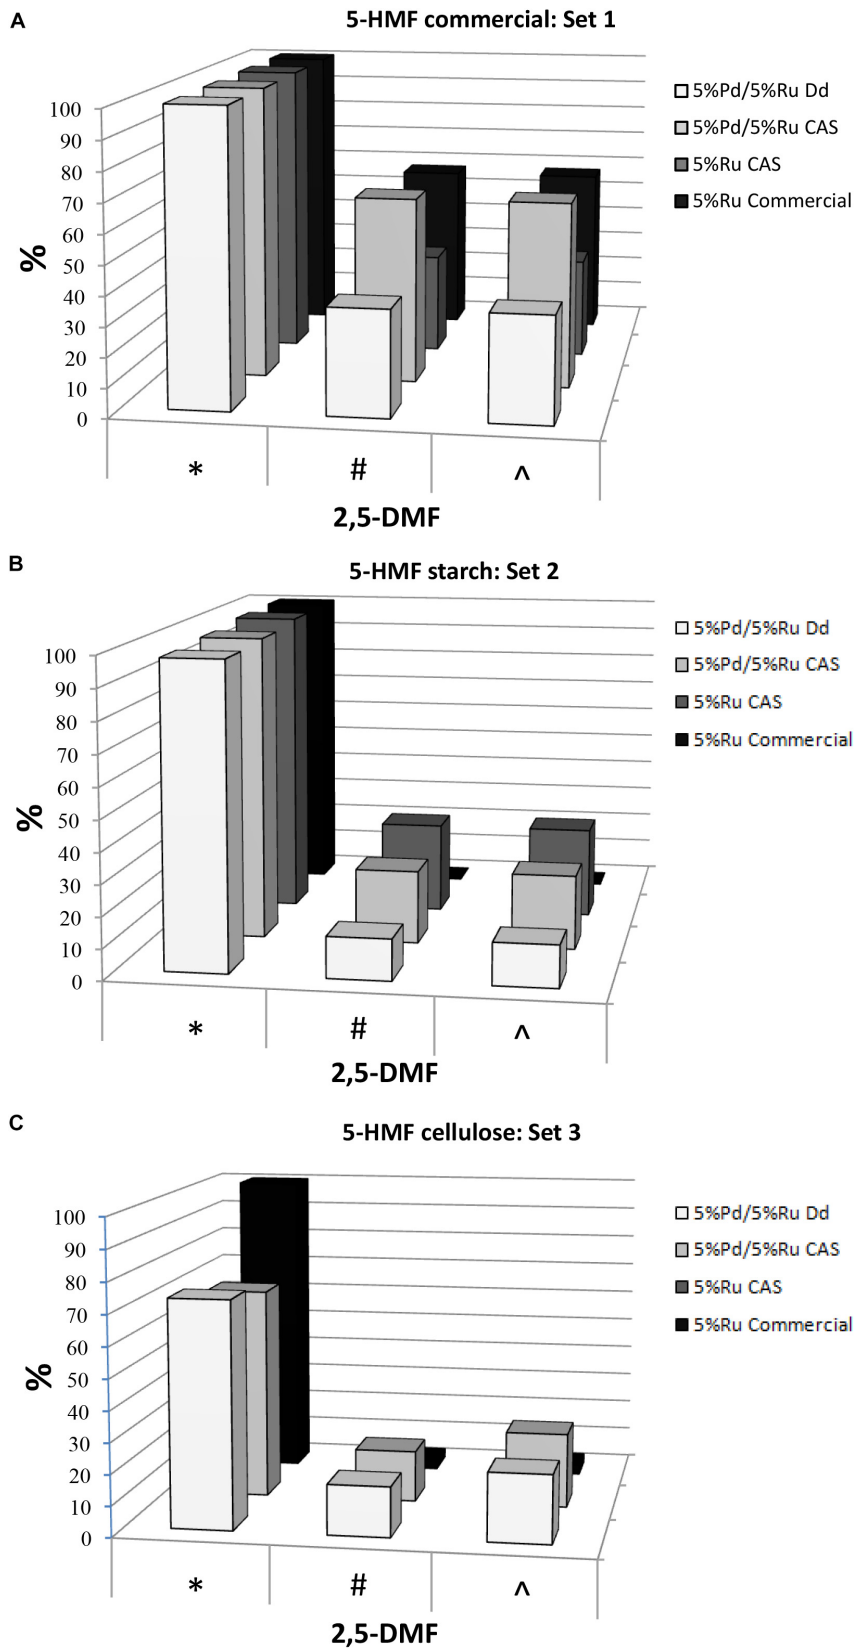 A
5-HMF commercial: Set 1
100
90
80
70
60
50
40
30
20
10
0
%
5%Pd/5%Ru Dd
5%Pd/5%Ru CAS
5%Ru CAS
5%Ru Commercial
* # ^
2,5-DMF
B
5-HMF starch: Set 2
100
90
80
70
60
50
40
30
20
10
0
%
5%Pd/5%Ru Dd
5%Pd/5%Ru CAS
5%Ru CAS
5%Ru Commercial
* # ^
2,5-DMF
C
5-HMF cellulose: Set 3
100
90
80
70
60
50
40
30
20
10
0
%
5%Pd/5%Ru Dd
5%Pd/5%Ru CAS
5%Ru CAS
5%Ru Commercial
* # ^
2,5-DMF